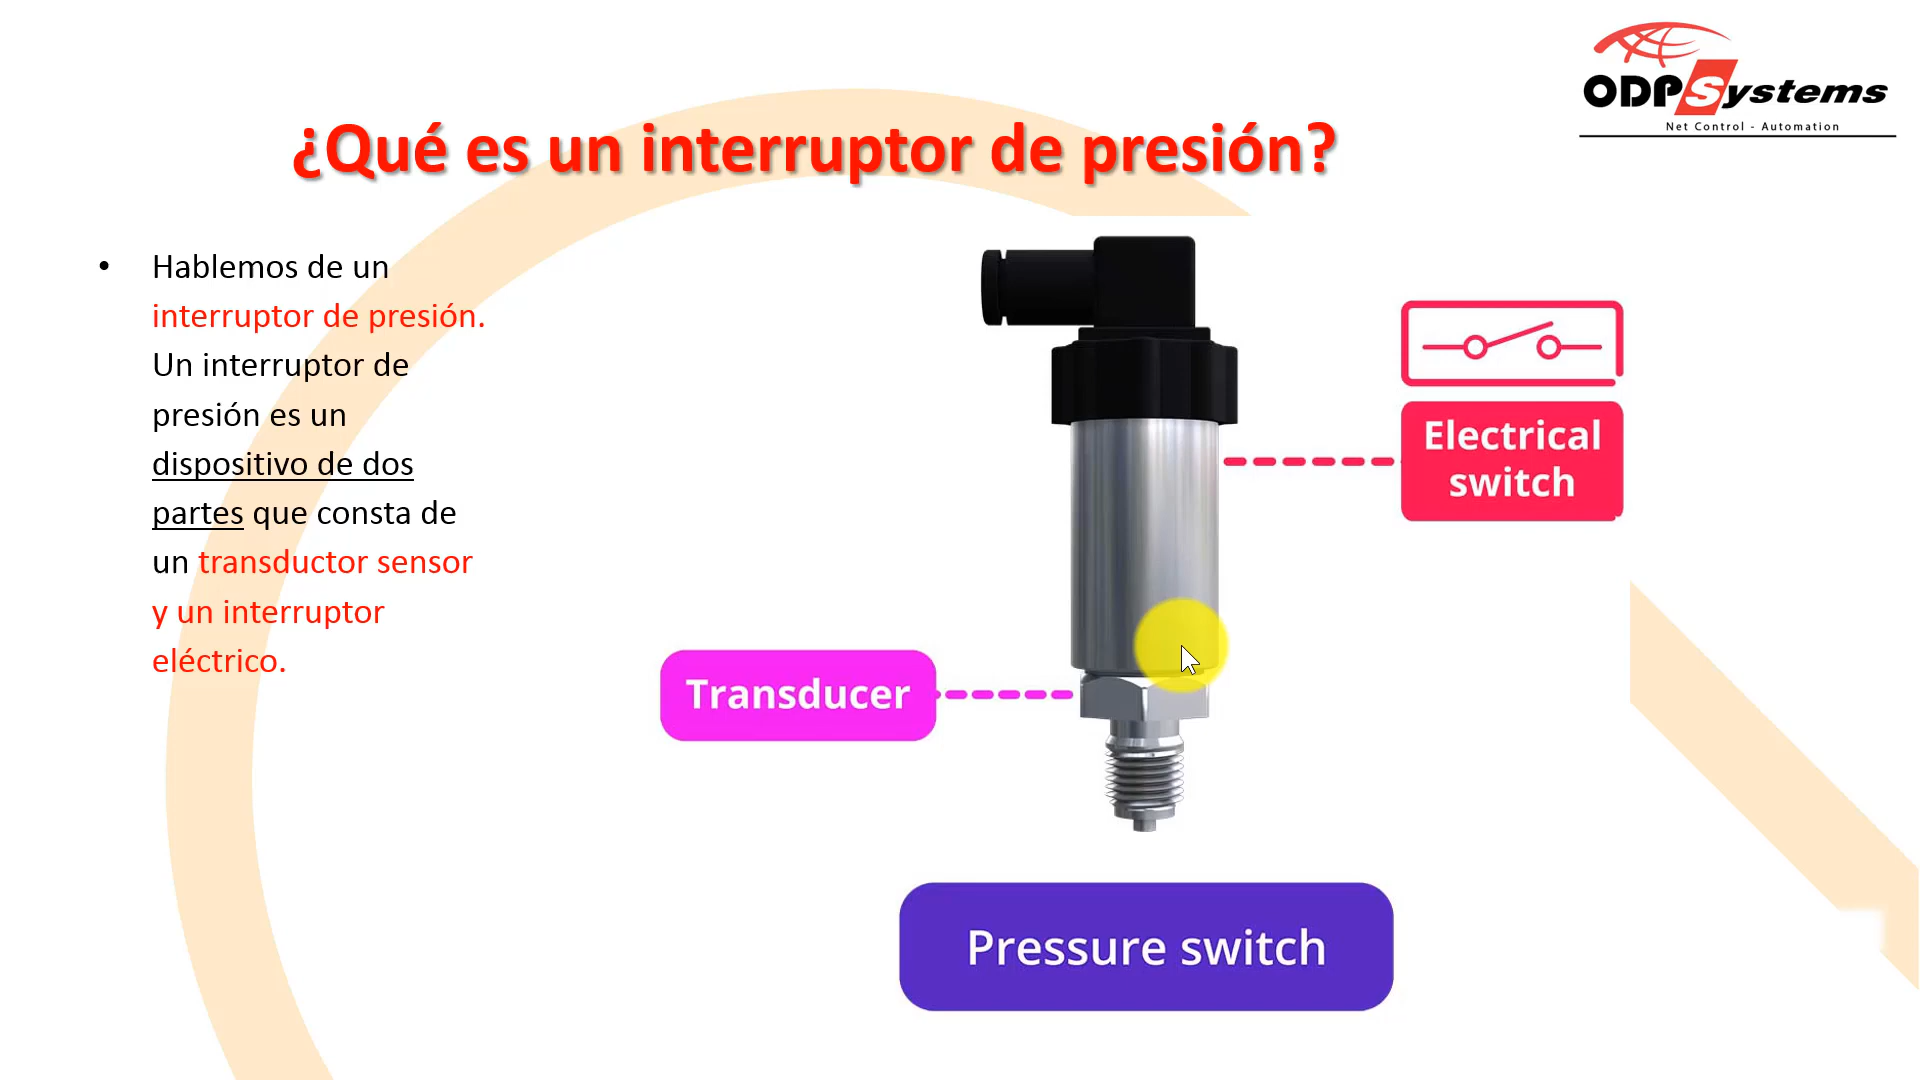 ODPSystems
Net Control - Automation
¿Qué es un interruptor de presión?
• Hablemos de un
interruptor de presión.
Un interruptor de
presión es un
dispositivo de dos
partes que consta de
un transductor sensor
y un interruptor
eléctrico.
Electrical
switch
Transducer
Pressure switch